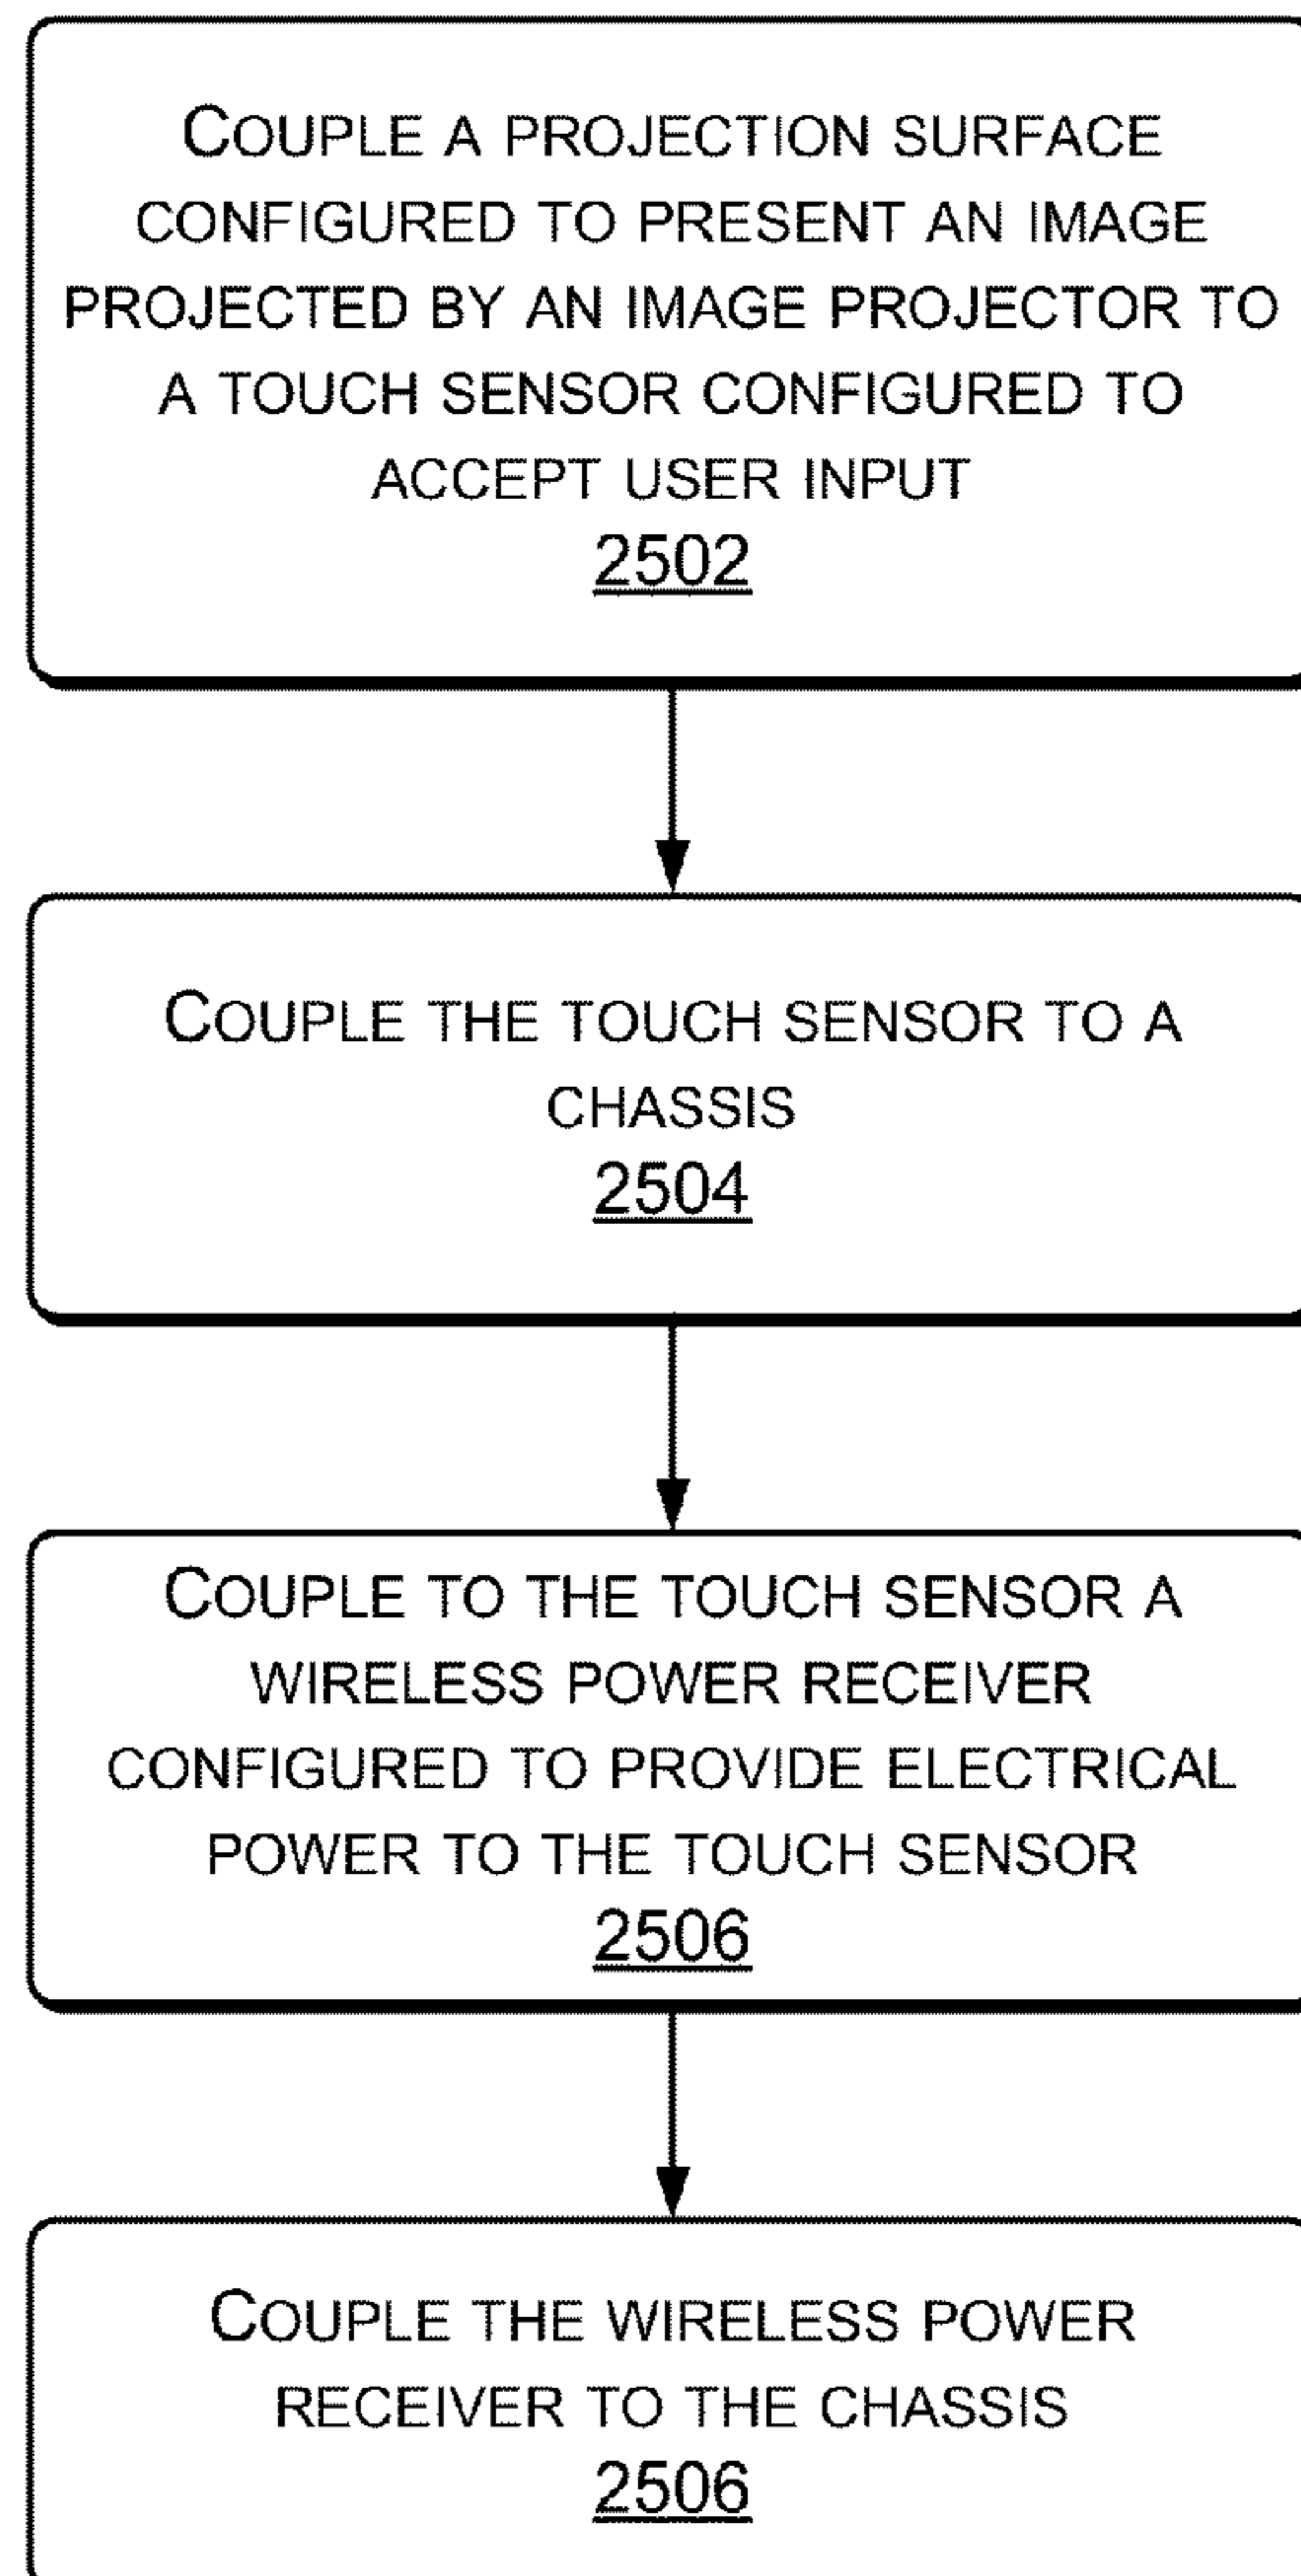 COUPLE A PROJECTION SURFACE
CONFIGURED TO PRESENT AN IMAGE
PROJECTED BY AN IMAGE PROJECTOR TO
A TOUCH SENSOR CONFIGURED TO
ACCEPT USER INPUT
2502
COUPLE THE TOUCH SENSOR TO A
CHASSIS
2504
COUPLE TO THE TOUCH SENSOR A
WIRELESS POWER RECEIVER
CONFIGURED TO PROVIDE ELECTRICAL
POWER TO THE TOUCH SENSOR
2506
COUPLE THE WIRELESS POWER
RECEIVER TO THE CHASSIS
2506